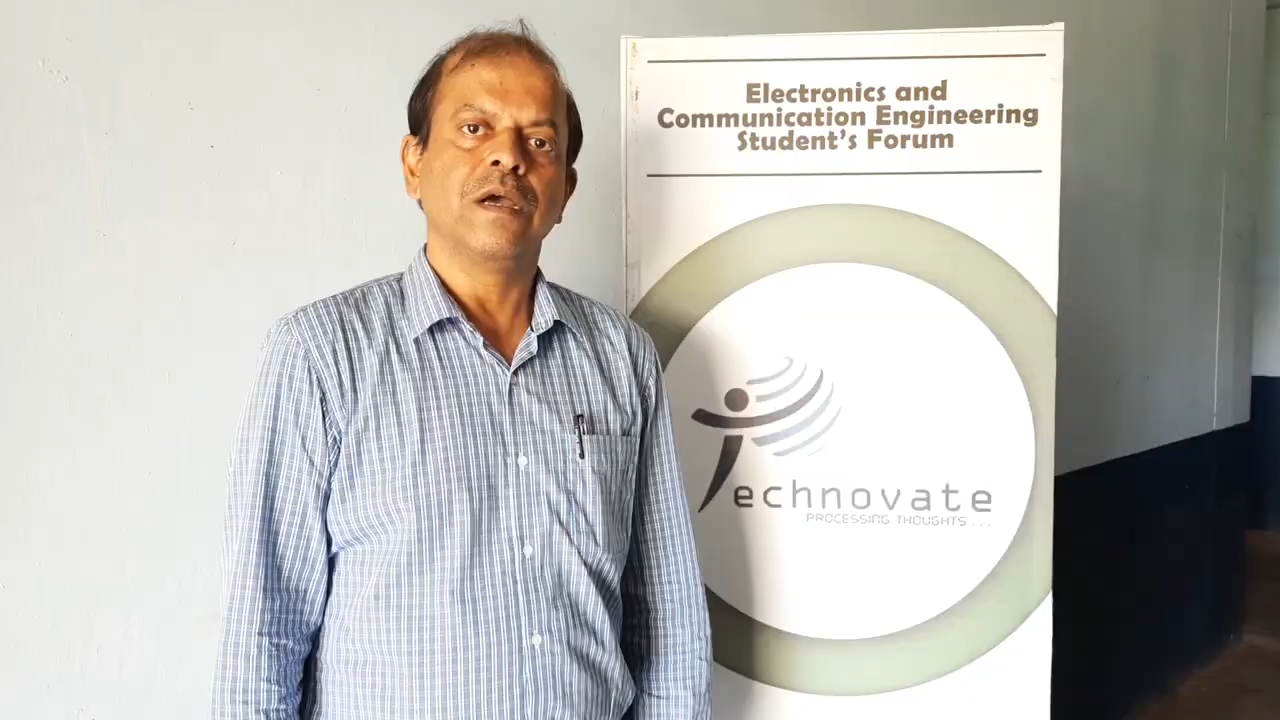 Electronics and
Communication Engineering
Student's Forum
echnovate
PROCESSING THOUGHTS...